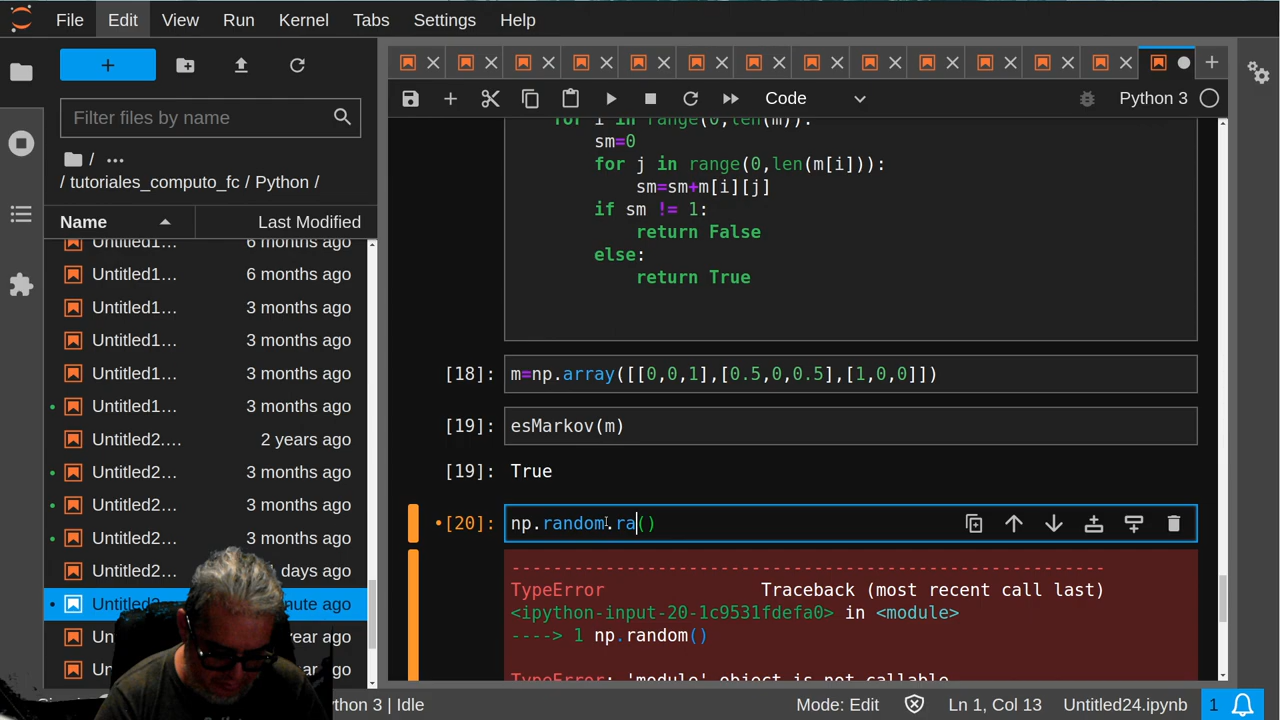 File Edit View Run Kernel Tabs Settings Help
+
Code
Python 3
Filter files by name
/ ...
/ tutoriales_computo_fc / Python /
Name Last Modified
Untitled1… 6 months ago
Untitled1… 6 months ago
Untitled1… 3 months ago
Untitled1… 3 months ago
Untitled1… 3 months ago
Untitled1… 3 months ago
Untitled2.… 2 years ago
Untitled2… 3 months ago
Untitled2… 3 months ago
Untitled2… 3 months ago
Untitled2… days ago
ago
Un ago
Un ago
for i in range(0,len(m)):
sm=0
for j in range(0,len(m[i])):
sm=sm+m[i][j]
if sm != 1:
return False
else:
return True
[18]: m=np.array([[0,0,1],[0.5,0,0.5],[1,0,0]])
[19]: esMarkov(m)
[19]: True
•[20]: np.random.ra()
---------------------------------------------------------
TypeError Traceback (most recent call last)
<ipython-input-20-1c9531fdefa0> in <module>
----> 1 np.random()
TypeError: 'module' object is not callable
3 | Idle
Mode: Edit
Ln 1, Col 13
Untitled24.ipynb
1